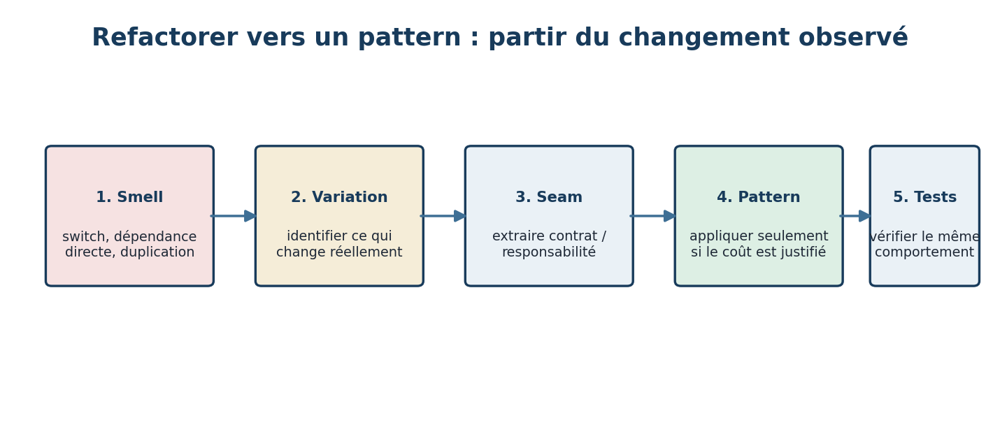 Refactorer vers un pattern : partir du changement observé
1. Smell
switch, dépendance
directe, duplication
2. Variation
identifier ce qui
change réellement
3. Seam
extraire contrat /
responsabilité
4. Pattern
appliquer seulement
si le coût est justifié
5. Tests
vérifier le même
comportement